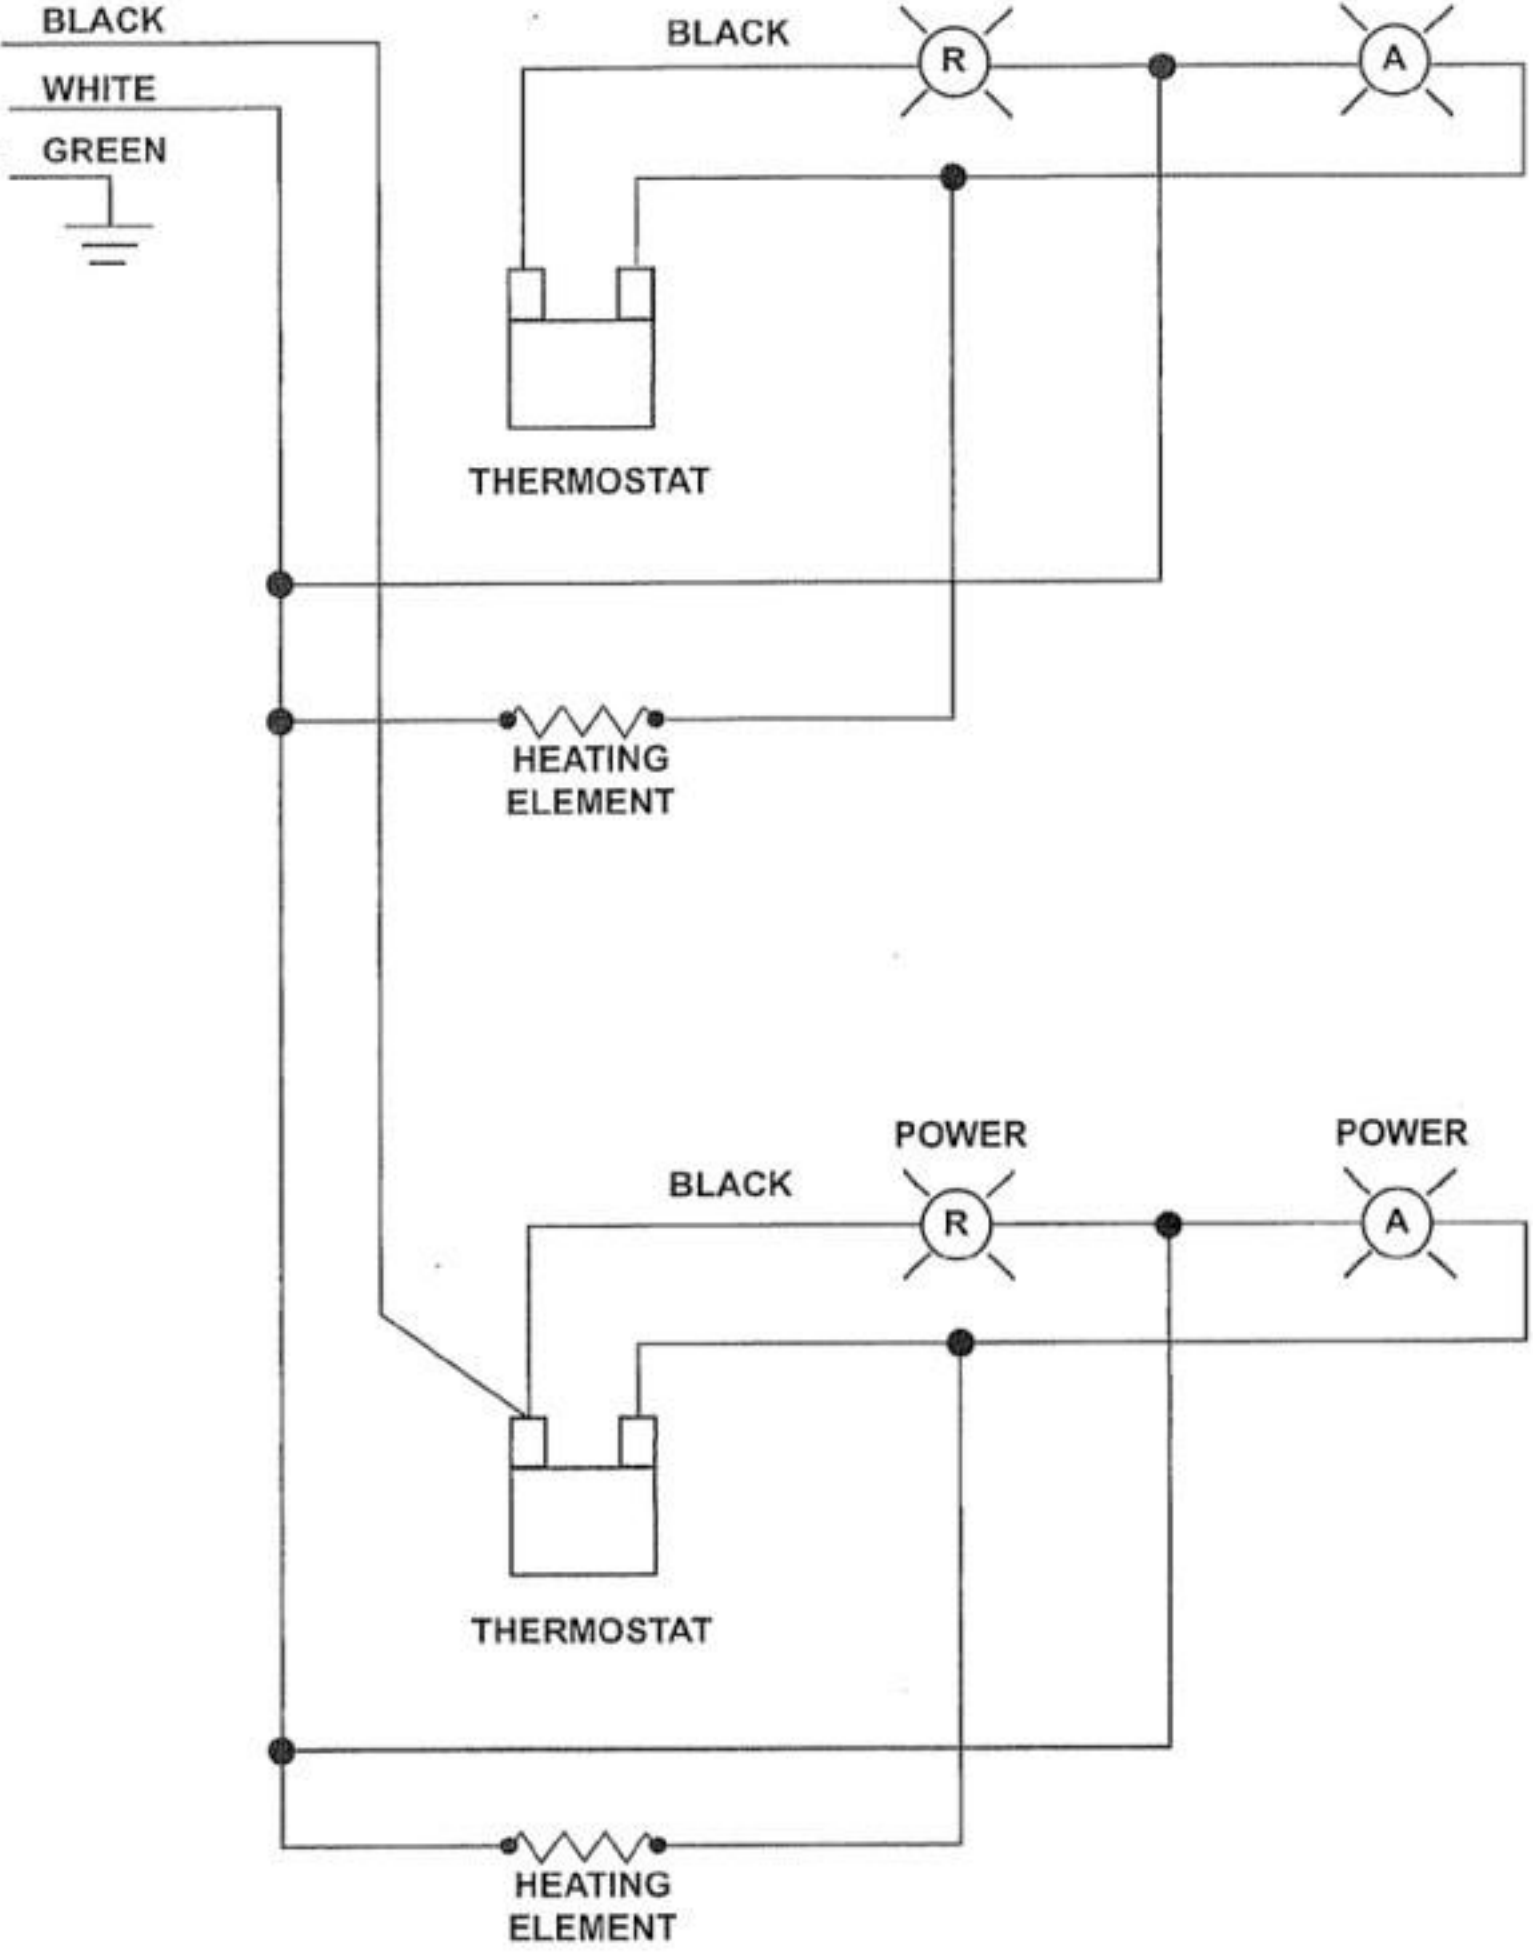 BLACK
WHITE
GREEN
BLACK
R
A
THERMOSTAT
HEATING
ELEMENT
POWER
POWER
BLACK
R
A
THERMOSTAT
HEATING
ELEMENT